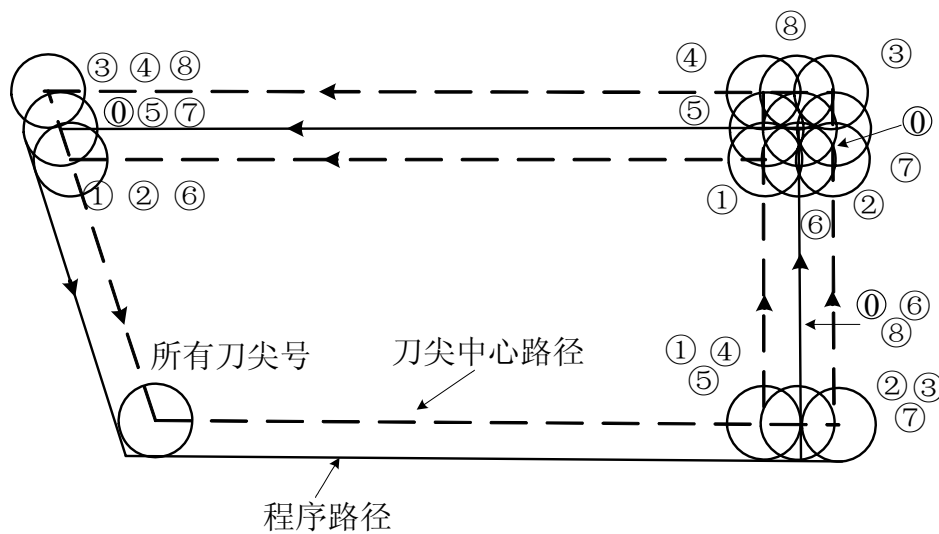 ⑧
③ ④ ⑧
④
③
⓪ ⑤ ⑦
⑤
⓪
⑦
① ② ⑥
①
②
⑥
⓪ ⑥
⑧
所有刀尖号
刀尖中心路径
① ④
⑤
② ③
⑦
程序路径